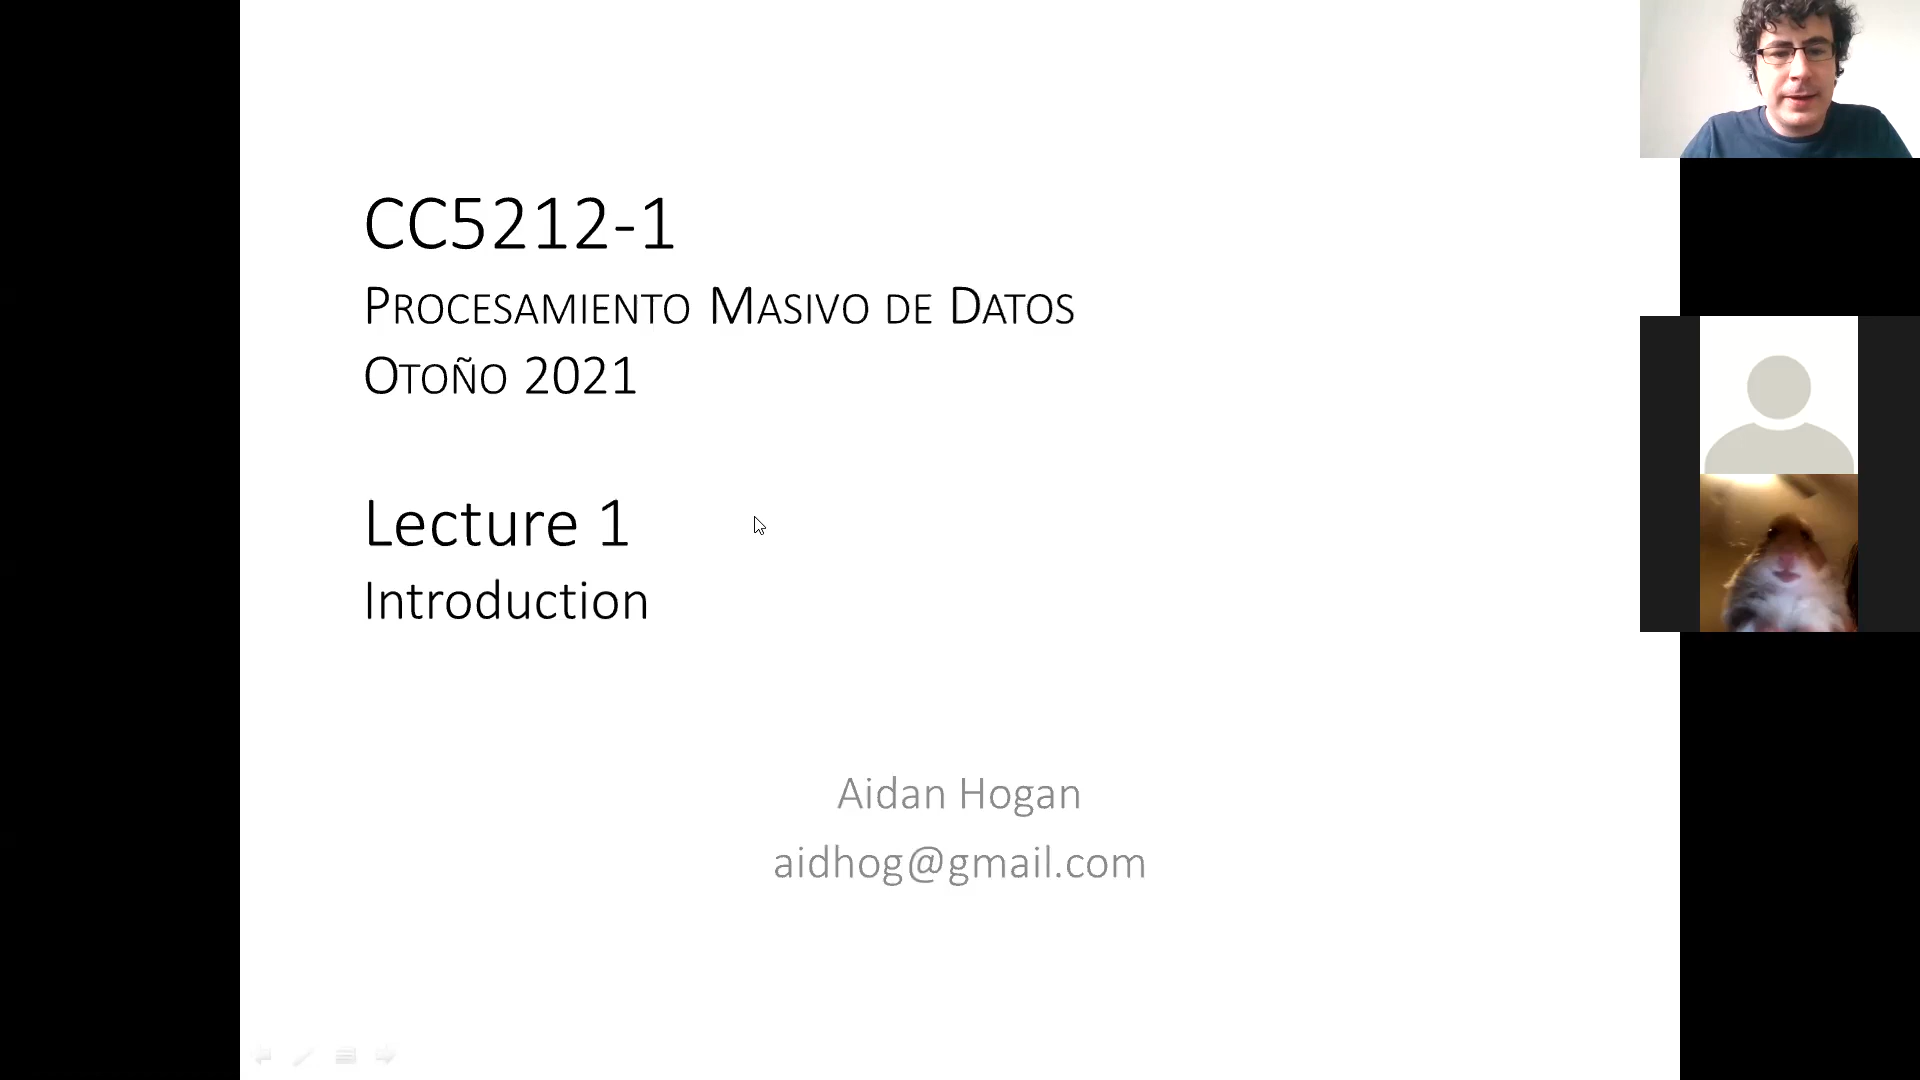 CC5212-1
Procesamiento Masivo de Datos
Otoño 2021
Lecture 1
Introduction
Aidan Hogan
aidhog@gmail.com